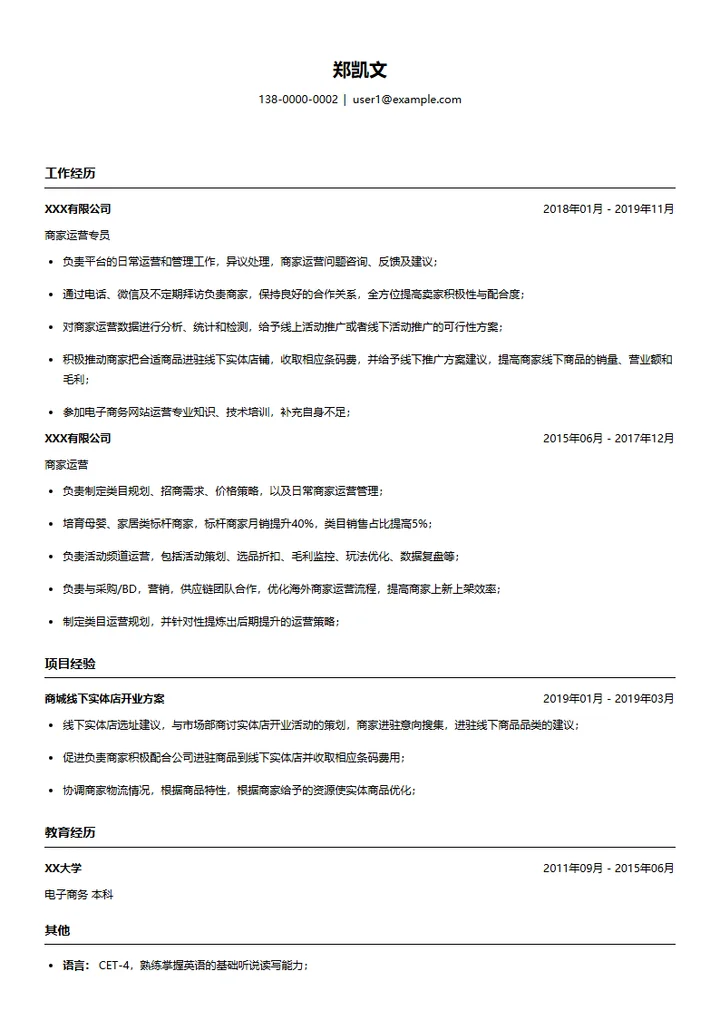 郑凯文
138-0000-0002 | user1@example.com
工作经历
XXX有限公司 2018年01月 - 2019年11月
商家运营专员
• 负责平台的日常运营和管理工作，异议处理，商家运营问题咨询、反馈及建议；
• 通过电话、微信及不定期拜访负责商家，保持良好的合作关系，全方位提高卖家积极性与配合度；
• 对商家运营数据进行分析、统计和检测，给予线上活动推广或者线下活动推广的可行性方案；
• 积极推动商家把合适商品进驻线下实体店铺，收取相应条码费，并给予线下推广方案建议，提高商家线下商品的销量、营业额和
毛利；
• 参加电子商务网站运营专业知识、技术培训，补充自身不足；
XXX有限公司 2015年06月 - 2017年12月
商家运营
• 负责制定类目规划、招商需求、价格策略，以及日常商家运营管理；
• 培育母婴、家居类标杆商家，标杆商家月销提升40%，类目销售占比提高5%；
• 负责活动频道运营，包括活动策划、选品折扣、毛利监控、玩法优化、数据复盘等；
• 负责与采购/BD，营销，供应链团队合作，优化海外商家运营流程，提高商家上新上架效率；
• 制定类目运营规划，并针对性提炼出后期提升的运营策略；
项目经验
商城线下实体店开业方案 2019年01月 - 2019年03月
• 线下实体店选址建议，与市场部商讨实体店开业活动的策划，商家进驻意向搜集，进驻线下商品品类的建议；
• 促进负责商家积极配合公司进驻商品到线下实体店并收取相应条码费用；
• 协调商家物流情况，根据商品特性，根据商家给予的资源使实体商品优化；
教育经历
XX大学 2011年09月 - 2015年06月
电子商务 本科
其他
• 语言： CET-4，熟练掌握英语的基础听说读写能力；